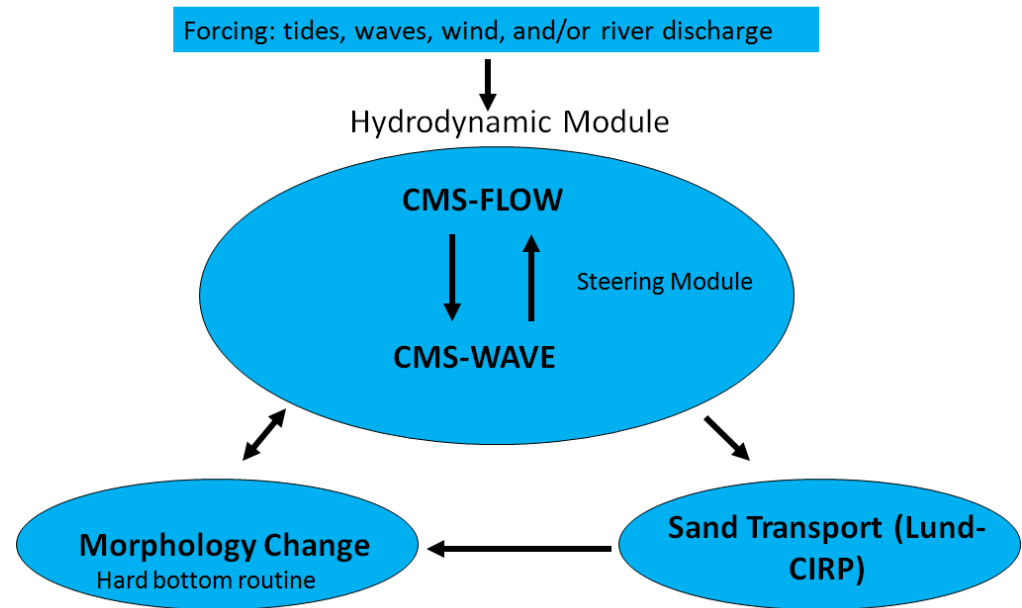 Forcing: tides, waves, wind, and/or river discharge
Hydrodynamic Module
CMS-FLOW
Steering Module
CMS-WAVE
Morphology Change
Hard bottom routine
Sand Transport (Lund-
CIRP)